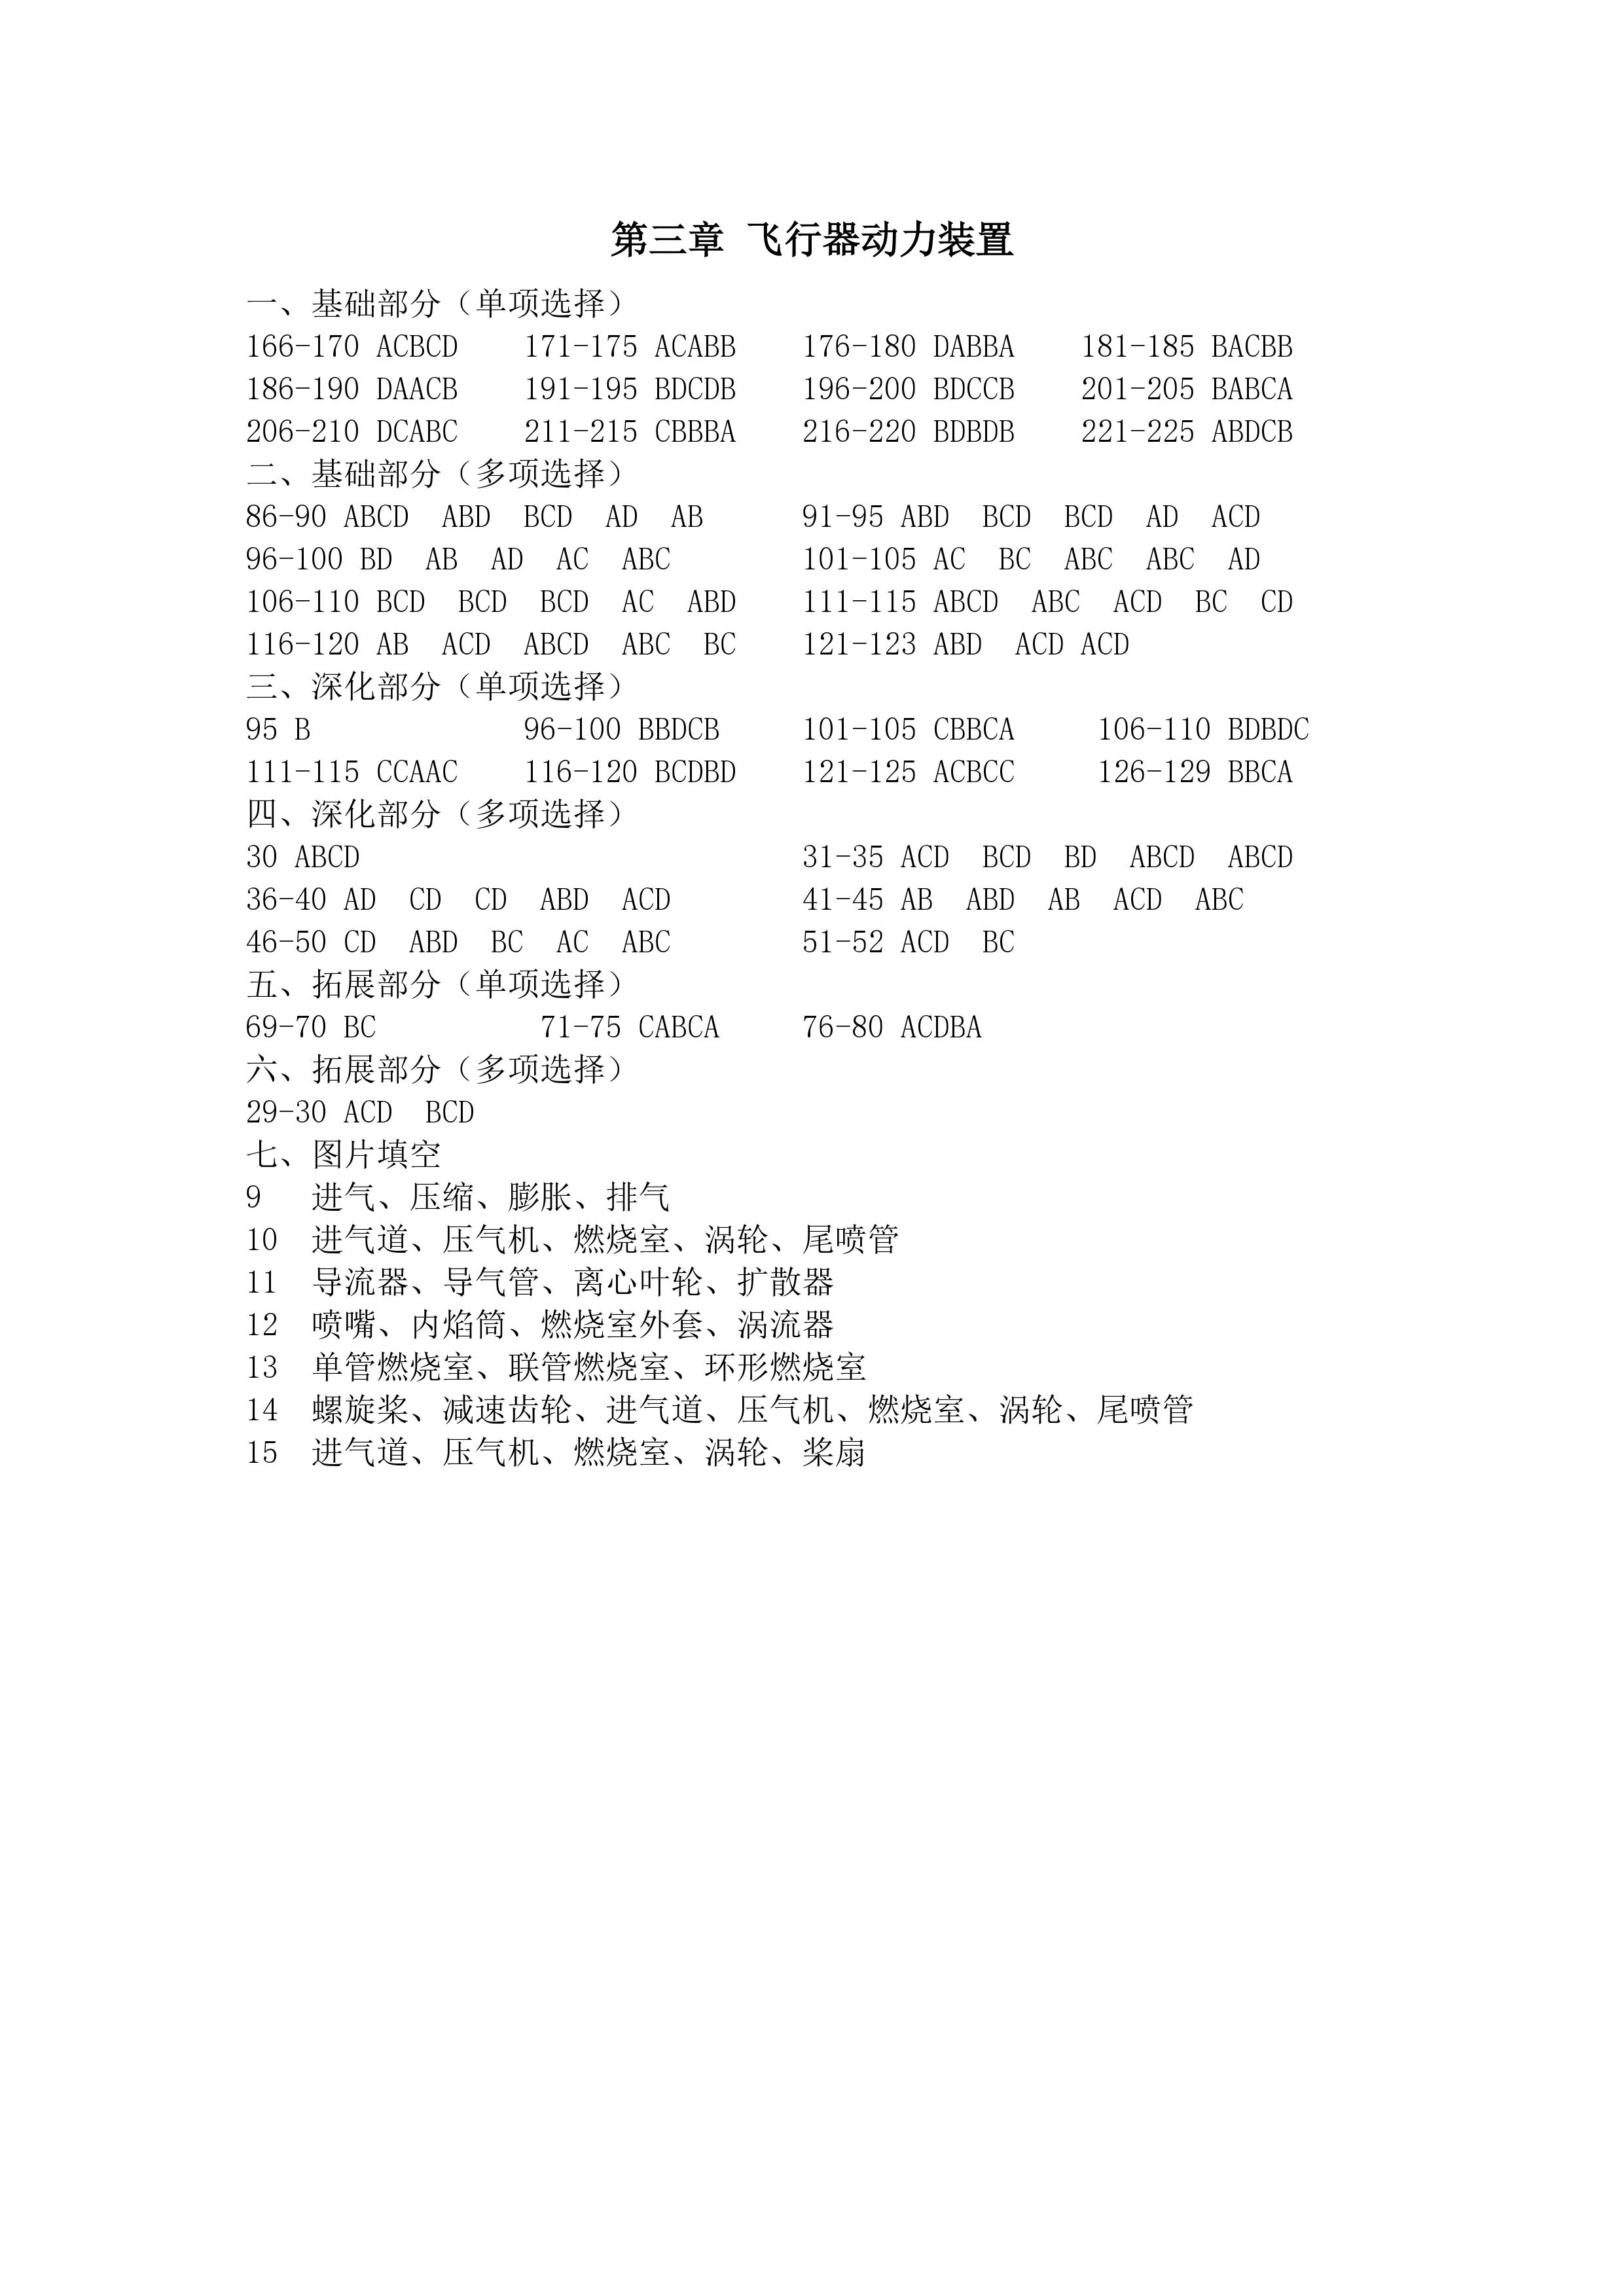 第三章 飞行器动力装置
一、基础部分（单项选择）
166-170 ACBCD 171-175 ACABB 176-180 DABBA 181-185 BACBB
186-190 DAACB 191-195 BDCDB 196-200 BDCCB 201-205 BABCA
206-210 DCABC 211-215 CBBBA 216-220 BDBDB 221-225 ABDCB
二、基础部分（多项选择）
86-90 ABCD ABD BCD AD AB 91-95 ABD BCD BCD AD ACD
96-100 BD AB AD AC ABC 101-105 AC BC ABC ABC AD
106-110 BCD BCD BCD AC ABD 111-115 ABCD ABC ACD BC CD
116-120 AB ACD ABCD ABC BC 121-123 ABD ACD ACD
三、深化部分（单项选择）
95 B 96-100 BBDCB 101-105 CBBCA 106-110 BDBDC
111-115 CCAAC 116-120 BCDBD 121-125 ACBCC 126-129 BBCA
四、深化部分（多项选择）
30 ABCD 31-35 ACD BCD BD ABCD ABCD
36-40 AD CD CD ABD ACD 41-45 AB ABD AB ACD ABC
46-50 CD ABD BC AC ABC 51-52 ACD BC
五、拓展部分（单项选择）
69-70 BC 71-75 CABCA 76-80 ACDBA
六、拓展部分（多项选择）
29-30 ACD BCD
七、图片填空
9 进气、压缩、膨胀、排气
10 进气道、压气机、燃烧室、涡轮、尾喷管
11 导流器、导气管、离心叶轮、扩散器
12 喷嘴、内焰筒、燃烧室外套、涡流器
13 单管燃烧室、联管燃烧室、环形燃烧室
14 螺旋桨、减速齿轮、进气道、压气机、燃烧室、涡轮、尾喷管
15 进气道、压气机、燃烧室、涡轮、桨扇